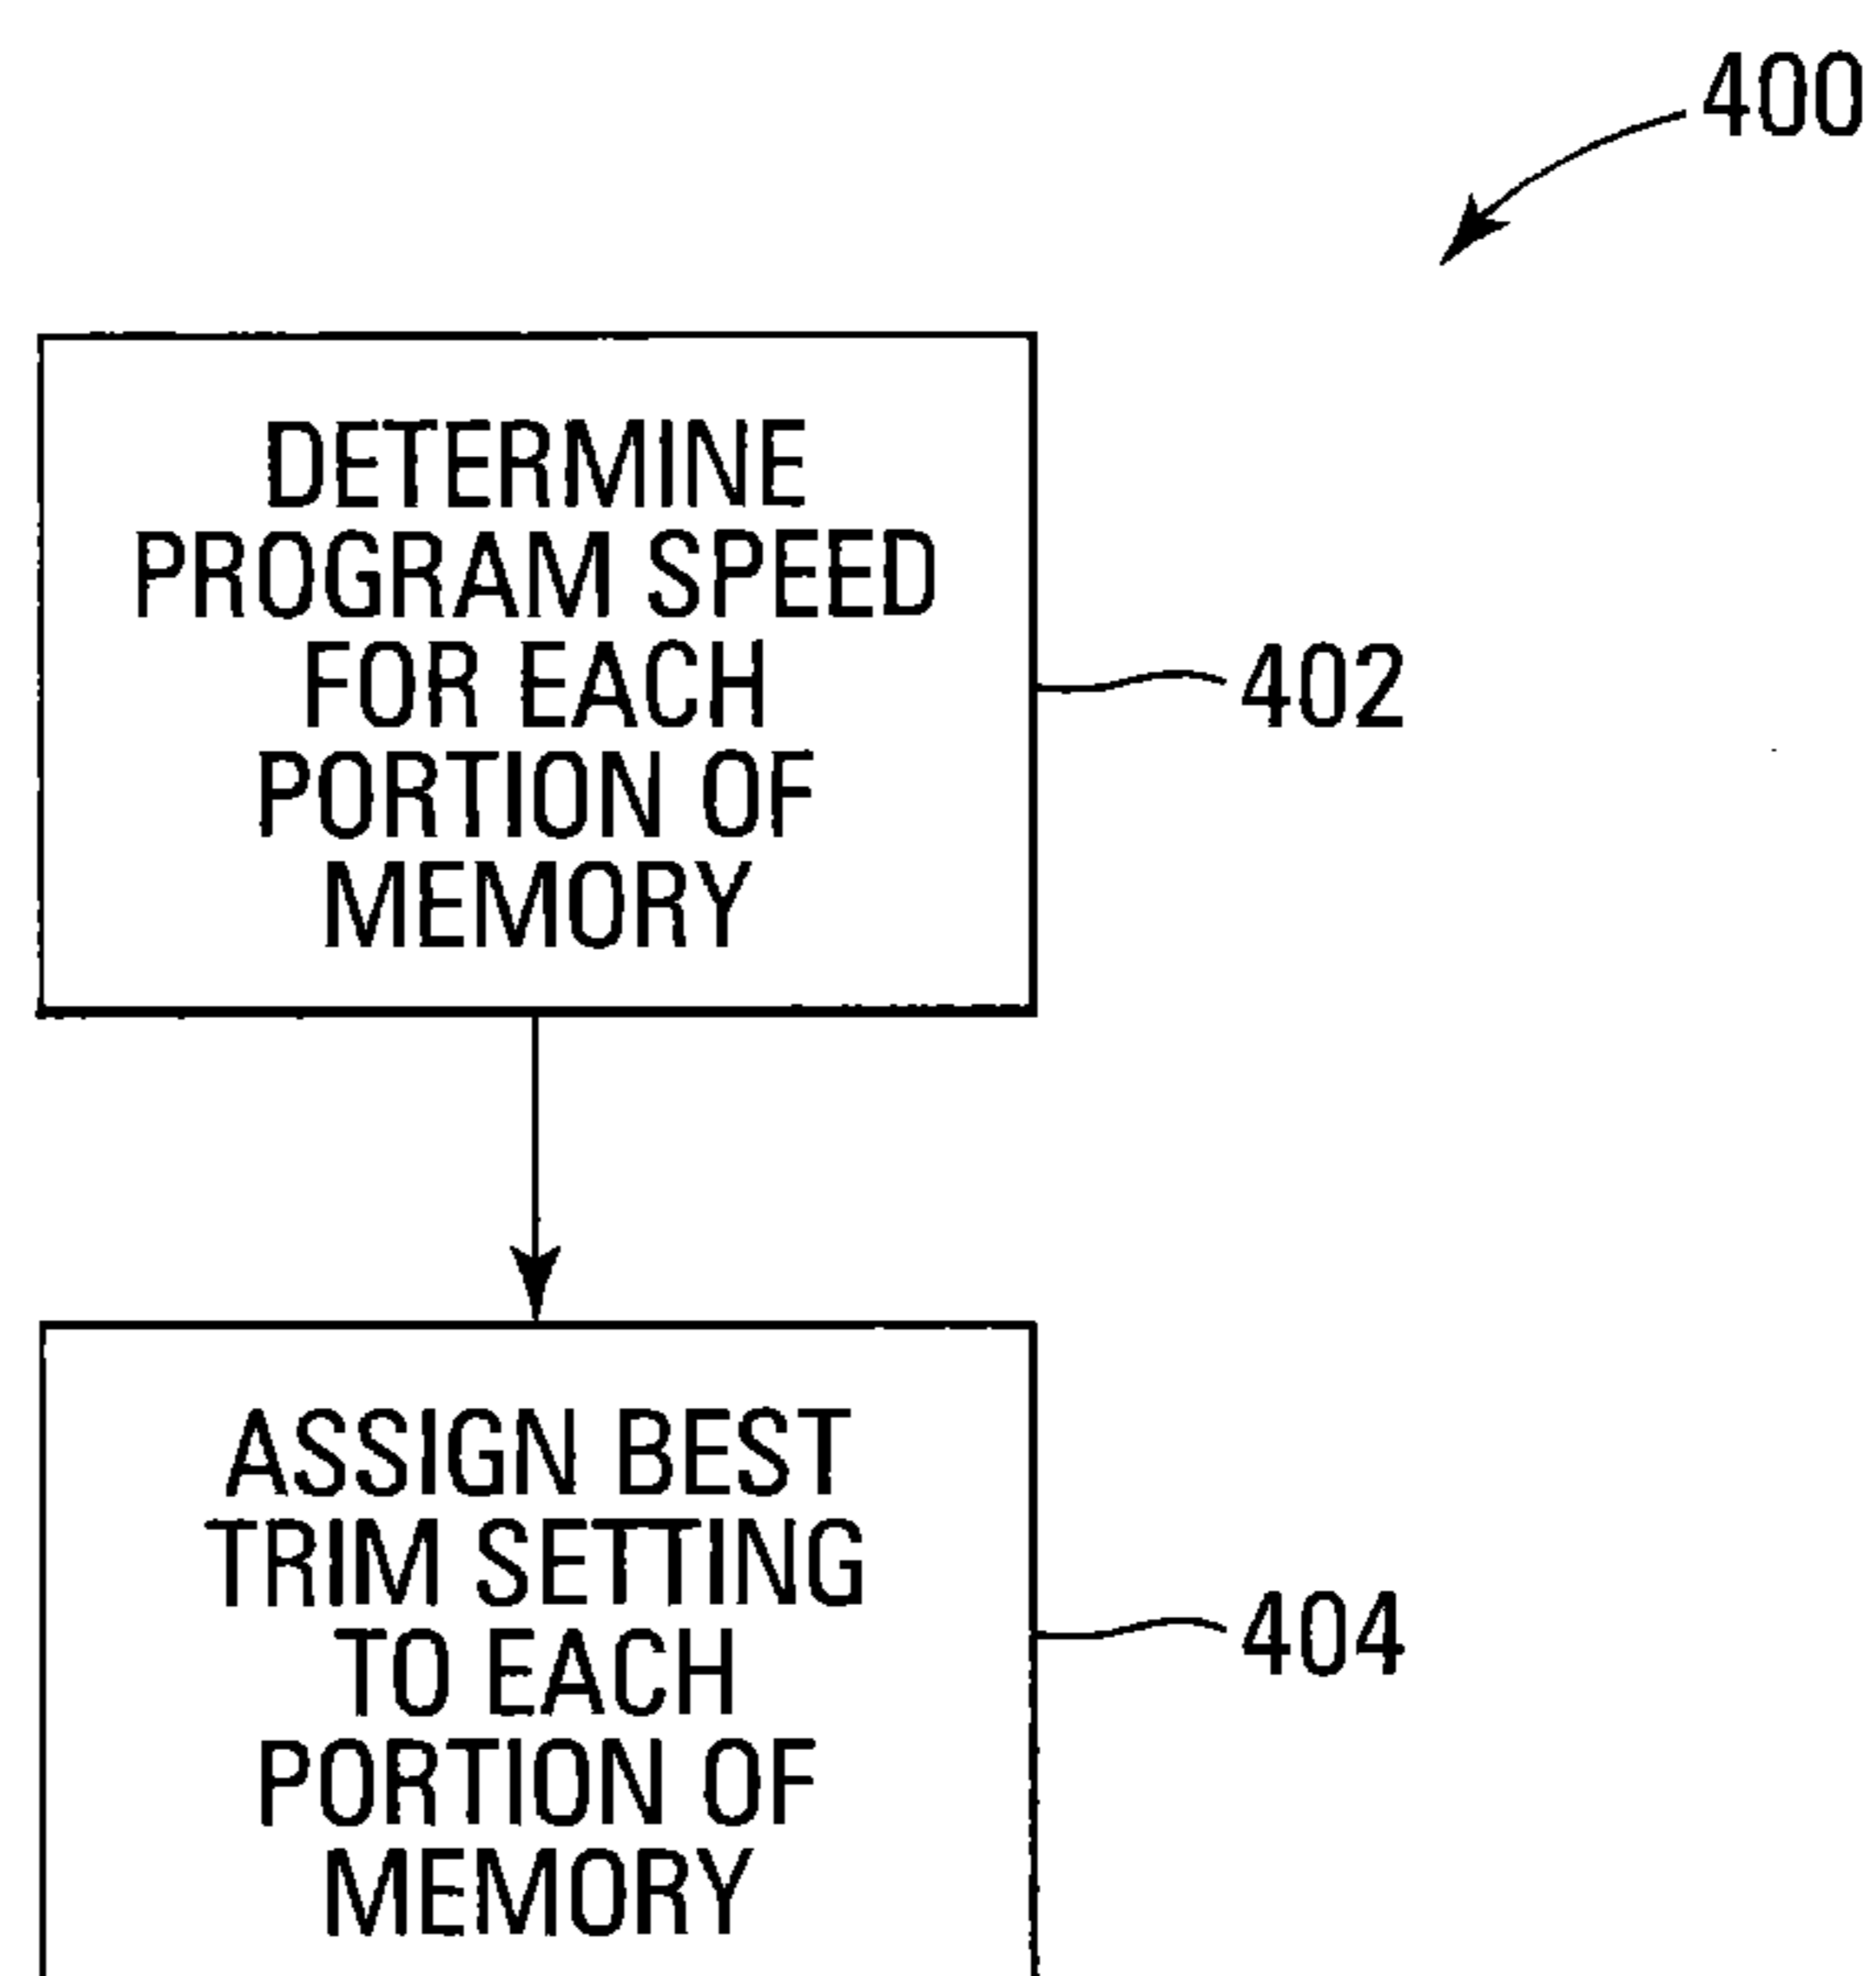 400
DETERMINE
PROGRAM SPEED
FOR EACH
PORTION OF
MEMORY
402
ASSIGN BEST
TRIM SETTING
TO EACH
PORTION OF
MEMORY
404